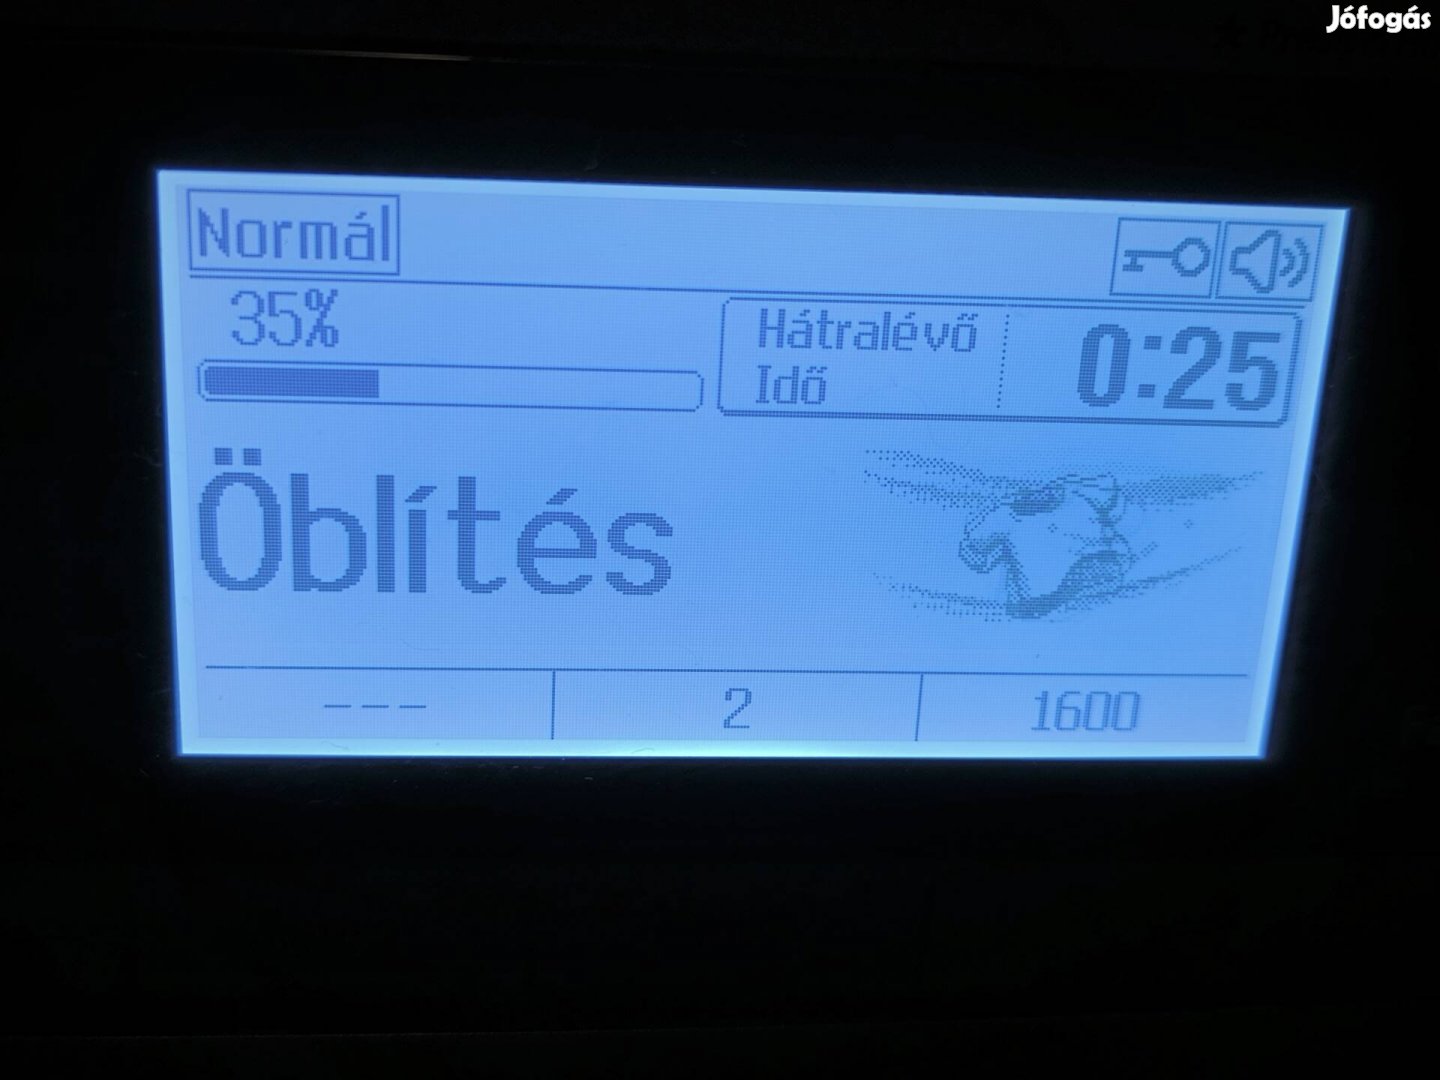 Jófogás
Normál
35%
Hátralévő
Idő
0:25
Öblítés
---
2
1600